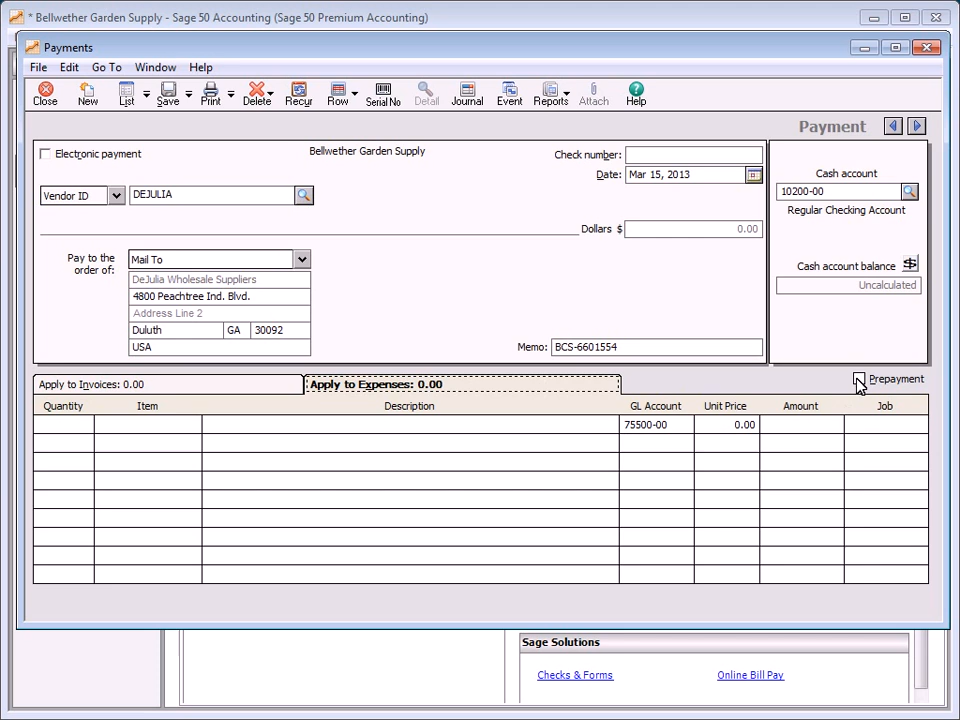 * Bellwether Garden Supply - Sage 50 Accounting (Sage 50 Premium Accounting)
Payments
File Edit Go To Window Help
Close New List Save Print Delete Recur Row Serial No Detail Journal Event Reports Attach Help
Payment
Electronic payment
Bellwether Garden Supply
Check number:
Date: Mar 15, 2013
Vendor ID DEJULIA
Dollars $ 0.00
Pay to the order of:
Mail To
DeJulia Wholesale Suppliers
4800 Peachtree Ind. Blvd.
Address Line 2
Duluth GA 30092
USA
Memo: BCS-6601554
Cash account
10200-00
Regular Checking Account
Cash account balance $
Uncalculated
Apply to Invoices: 0.00 Apply to Expenses: 0.00 Prepayment
Quantity Item Description GL Account Unit Price Amount Job
75500-00 0.00
Sage Solutions
Checks & Forms Online Bill Pay